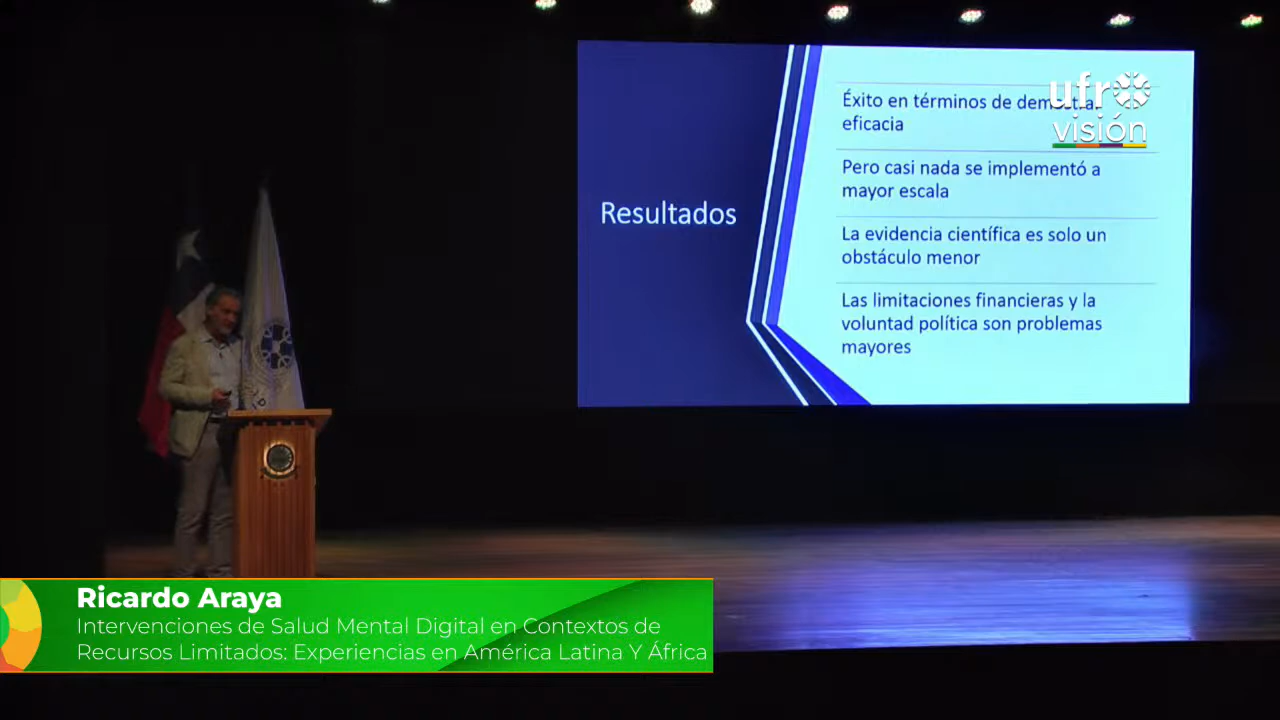 Resultados
Éxito en términos de demostrar
eficacia
Pero casi nada se implementó a
mayor escala
La evidencia científica es solo un
obstáculo menor
Las limitaciones financieras y la
voluntad política son problemas
mayores
ufro
visión
Ricardo Araya
Intervenciones de Salud Mental Digital en Contextos de
Recursos Limitados: Experiencias en América Latina Y África